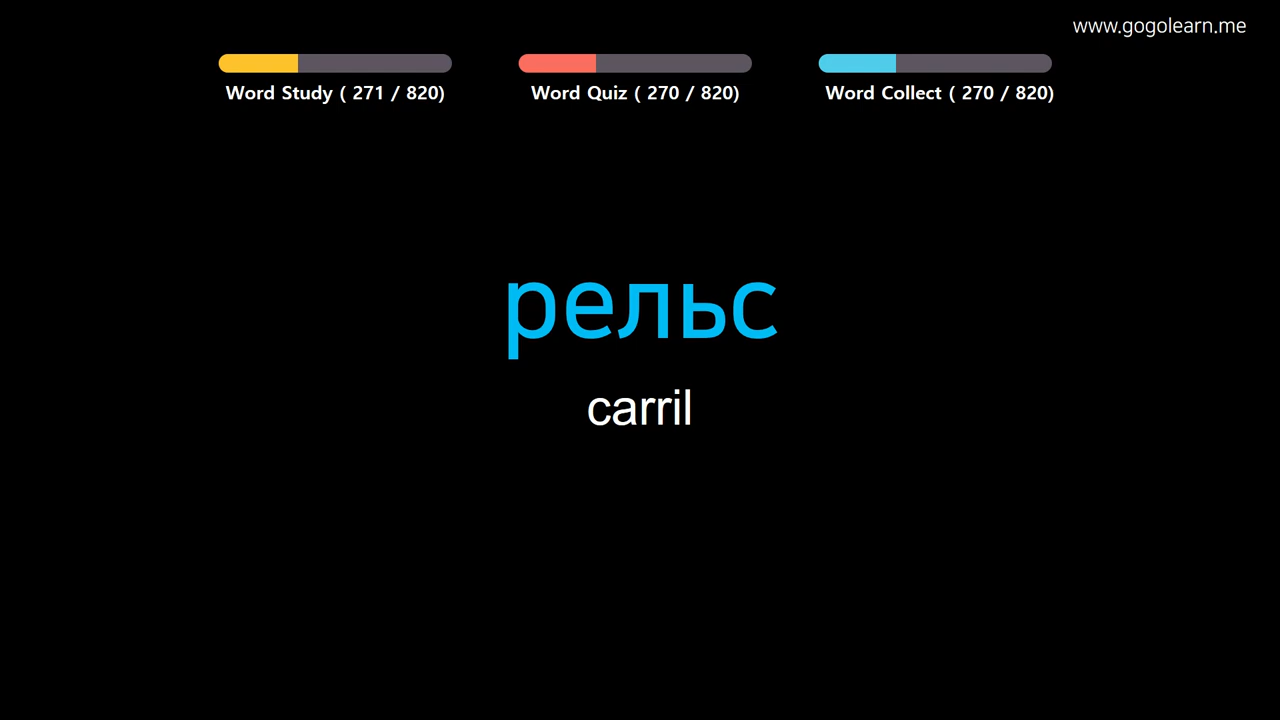 www.gogolearn.me
Word Study ( 271 / 820)
Word Quiz ( 270 / 820)
Word Collect ( 270 / 820)
рельс
carril